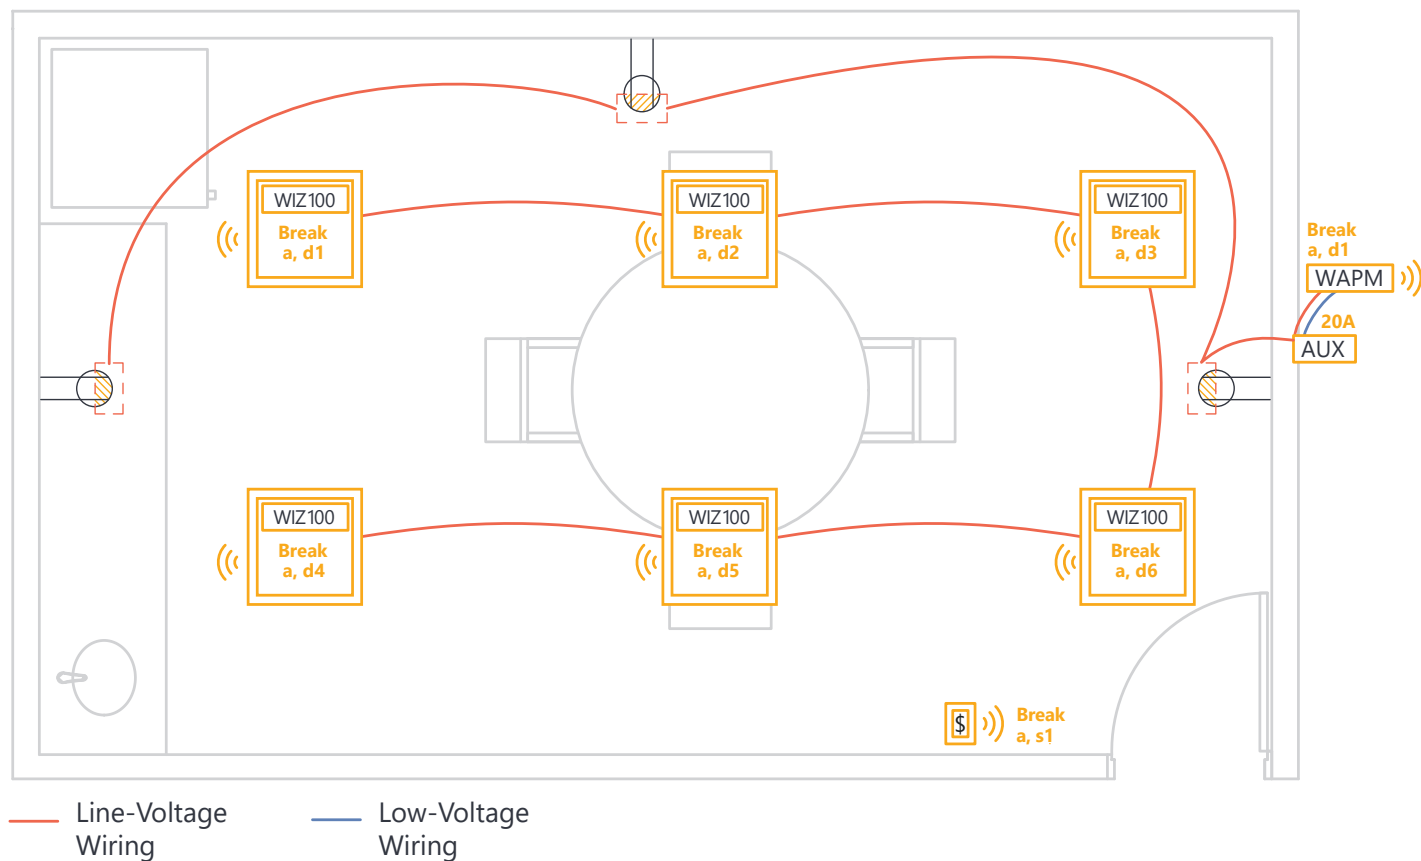 WIZ100
Break
a, d1
WIZ100
Break
a, d2
WIZ100
Break
a, d3
Break
a, d1
WAPM
20A
AUX
WIZ100
Break
a, d4
WIZ100
Break
a, d5
WIZ100
Break
a, d6
$
Break
a, s1
Line-Voltage
Wiring
Low-Voltage
Wiring